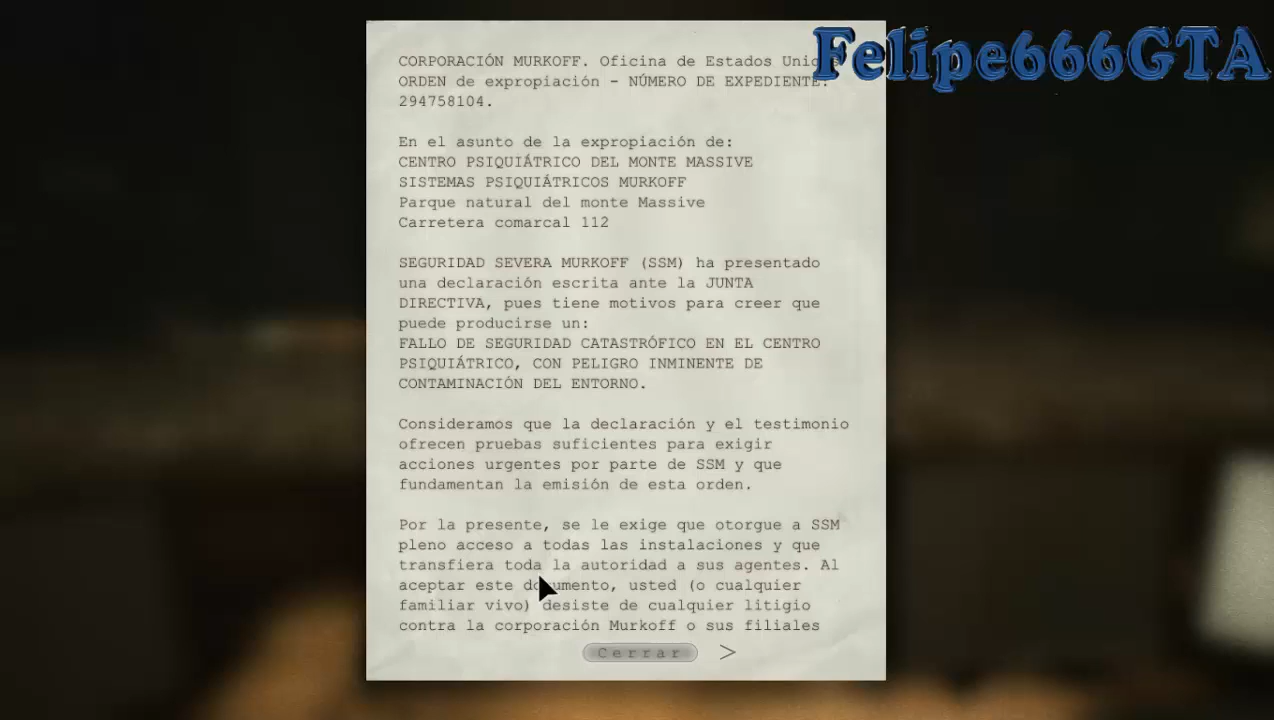 Felipe666GTA
CORPORACIÓN MURKOFF. Oficina de Estados Unidos
ORDEN de expropiación - NÚMERO DE EXPEDIENTE:
294758104.
En el asunto de la expropiación de:
CENTRO PSIQUIÁTRICO DEL MONTE MASSIVE
SISTEMAS PSIQUIÁTRICOS MURKOFF
Parque natural del monte Massive
Carretera comarcal 112
SEGURIDAD SEVERA MURKOFF (SSM) ha presentado
una declaración escrita ante la JUNTA
DIRECTIVA, pues tiene motivos para creer que
puede producirse un:
FALLO DE SEGURIDAD CATASTRÓFICO EN EL CENTRO
PSIQUIÁTRICO, CON PELIGRO INMINENTE DE
CONTAMINACIÓN DEL ENTORNO.
Consideramos que la declaración y el testimonio
ofrecen pruebas suficientes para exigir
acciones urgentes por parte de SSM y que
fundamentan la emisión de esta orden.
Por la presente, se le exige que otorgue a SSM
pleno acceso a todas las instalaciones y que
transfiera toda la autoridad a sus agentes. Al
aceptar este documento, usted (o cualquier
familiar vivo) desiste de cualquier litigio
contra la corporación Murkoff o sus filiales
Cerrar >